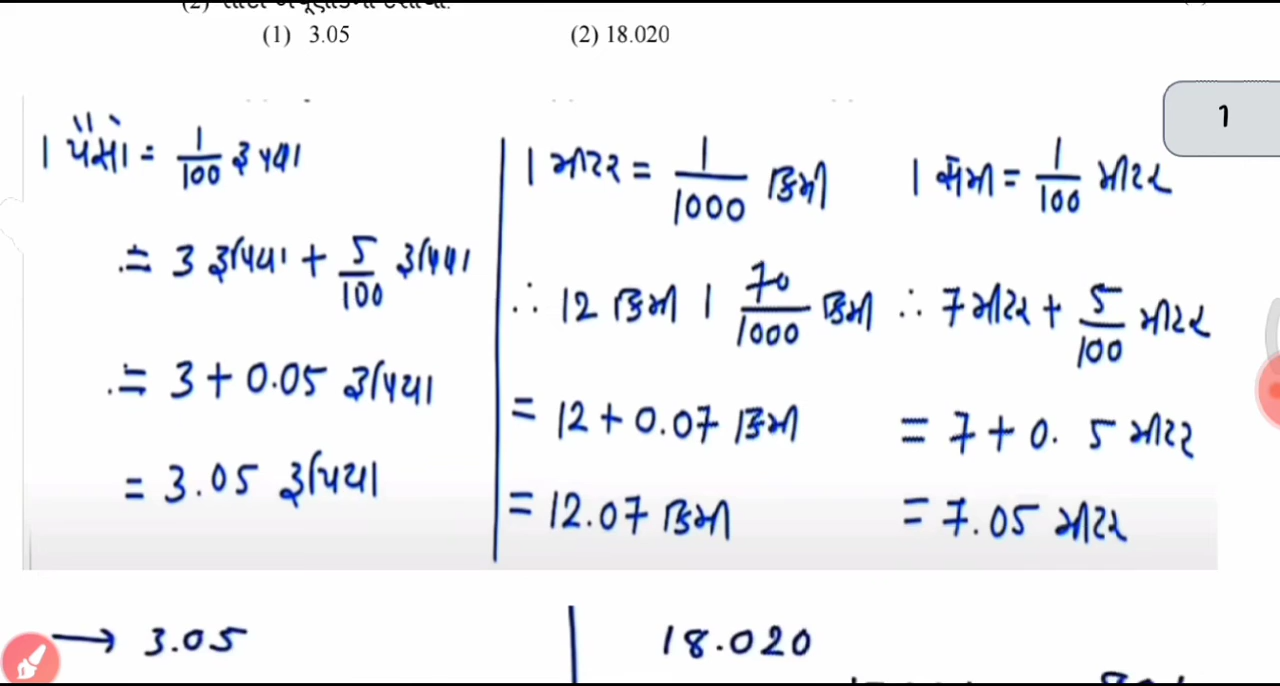 (1) 3.05 (2) 18.020
1
1 પૈસા = 1/100 રૂપયા
∴ = 3 રૂપિયા + 5/100 રૂપિયા
∴ = 3 + 0.05 રૂપિયા
= 3.05 રૂપિયા
1 મીટર = 1/1000 કિમી
∴ 12 કિમી | 70/1000 કિમી
= 12 + 0.07 કિમી
= 12.07 કિમી
1 સેમી = 1/100 મીટર
∴ 7 મીટર + 5/100 મીટર
= 7 + 0. 5 મીટર
= 7.05 મીટર
→ 3.05
18.020